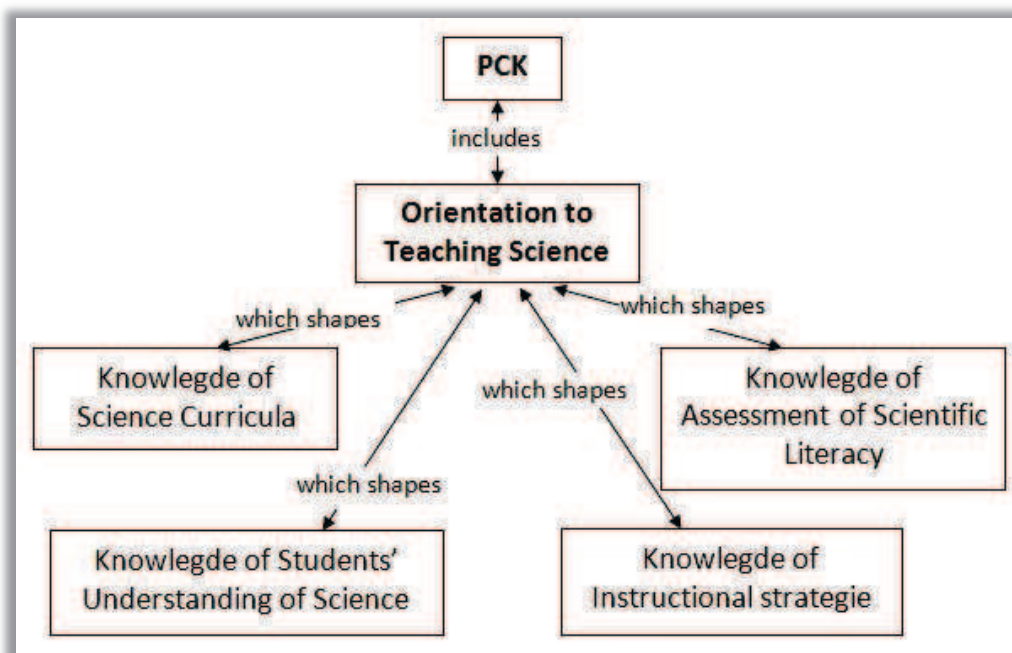 PCK
includes
Orientation to
Teaching Science
which shapes
which shapes
Knowlegde of
Science Curricula
which shapes
Knowlegde of
Assessment of Scientific
Literacy
which shapes
Knowlegde of Students'
Understanding of Science
Knowlegde of
Instructional strategie